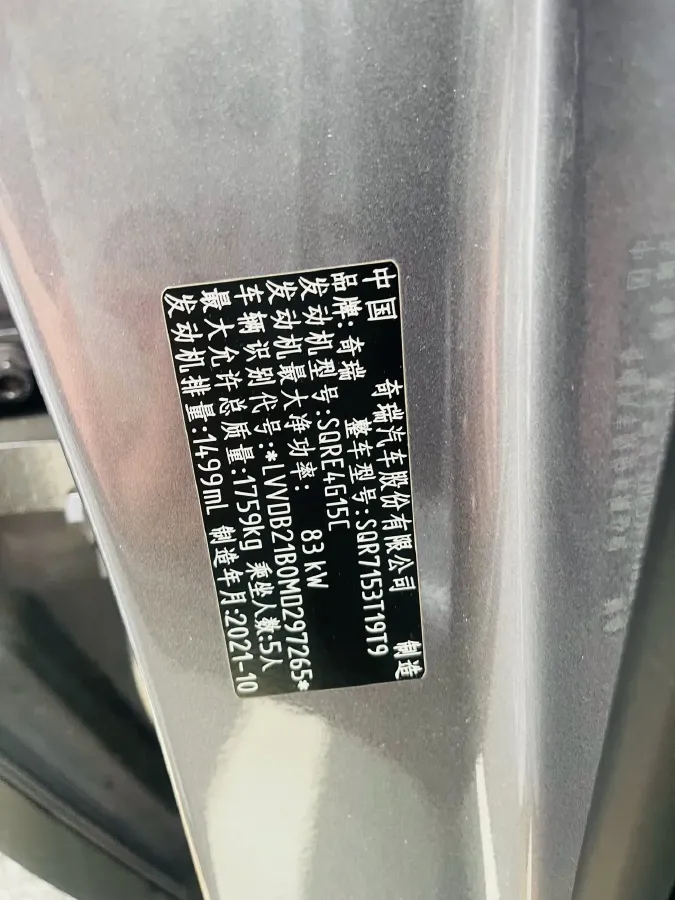 中国 奇瑞汽车股份有限公司 制造
品牌: 奇瑞 整车型号:SQR7153T19T9
发动机型号:SQRE4G15C
发动机最大净功率: 83 kW
车辆识别代号:*LVVDB21B0MD297265*
最大允许总质量:1759kg 乘坐人数:5人
发动机排量:1499mL 制造年月:2021-10